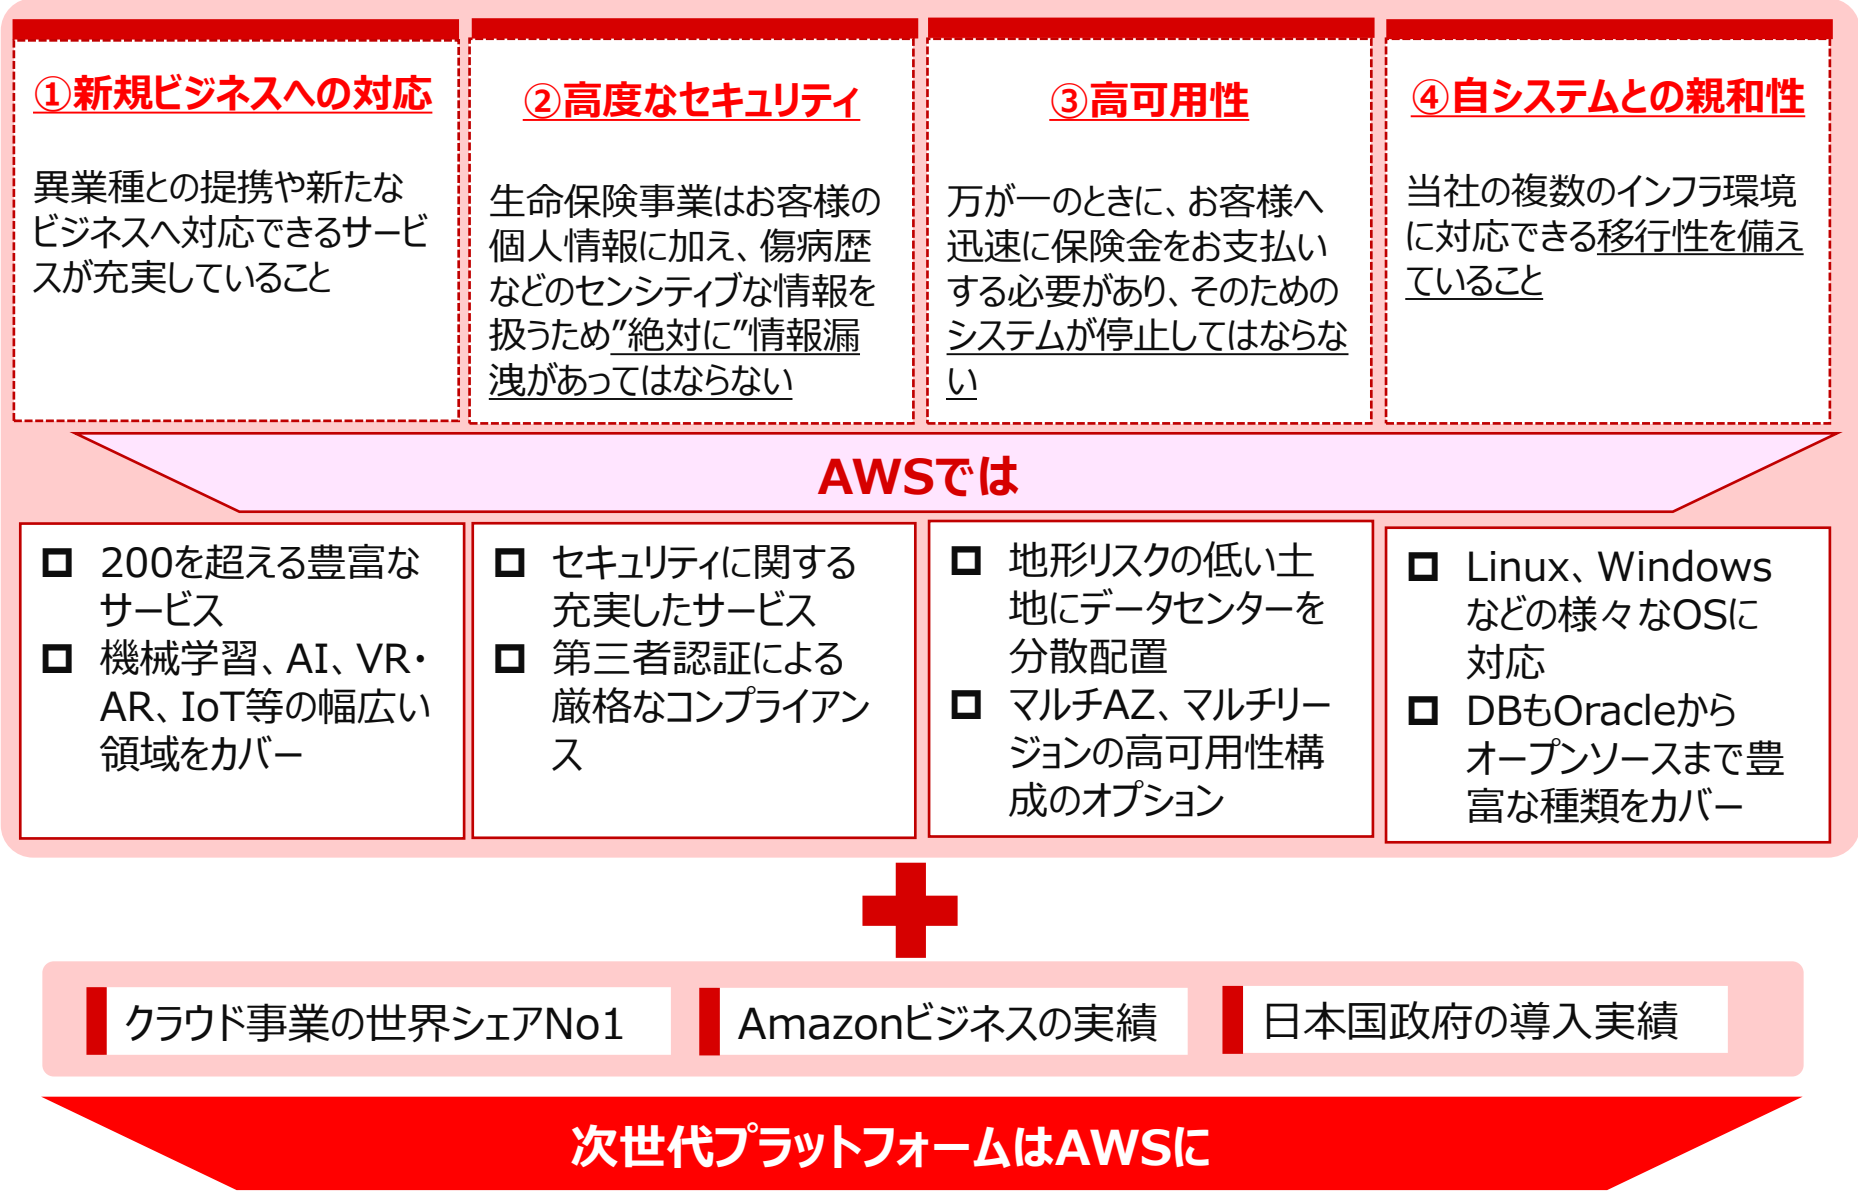 ①新規ビジネスへの対応
異業種との提携や新たな
ビジネスへ対応できるサービ
スが充実していること
②高度なセキュリティ
生命保険事業はお客様の
個人情報に加え、傷病歴
などのセンシティブな情報を
扱うため”絶対に”情報漏
洩があってはならない
③高可用性
万が一のときに、お客様へ
迅速に保険金をお支払い
する必要があり、そのための
システムが停止してはならな
い
④自システムとの親和性
当社の複数のインフラ環境
に対応できる移行性を備え
ていること
AWSでは
200を超える豊富な
サービス
機械学習、AI、VR・
AR、IoT等の幅広い
領域をカバー
セキュリティに関する
充実したサービス
第三者認証による
厳格なコンプライアン
ス
地形リスクの低い土
地にデータセンターを
分散配置
マルチAZ、マルチリー
ジョンの高可用性構
成のオプション
Linux、Windows
などの様々なOSに
対応
DBもOracleから
オープンソースまで豊
富な種類をカバー
クラウド事業の世界シェアNo1
Amazonビジネスの実績
日本国政府の導入実績
次世代プラットフォームはAWSに